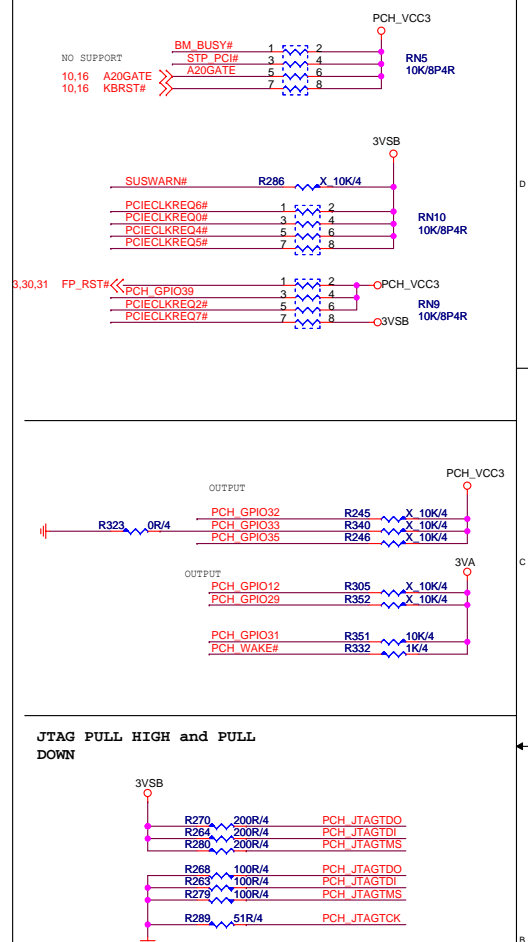 PCH_VCC3
BM_BUSY# 1 2
NO SUPPORT STP_PCI# 3 4 RN5
10,16 A20GATE A20GATE 5 6 10K/8P4R
10,16 KBRST# 7 8
3VSB
SUSWARN# R286 X_10K/4
D
PCIECLKREQ6# 1 2
PCIECLKREQ0# 3 4 RN10
PCIECLKREQ4# 5 6 10K/8P4R
PCIECLKREQ5# 7 8
3,30,31 FP_RST# 1 2 PCH_VCC3
PCH_GPIO39 3 4 RN9
PCIECLKREQ2# 5 6 10K/8P4R
PCIECLKREQ7# 7 8 3VSB
PCH_VCC3
OUTPUT
PCH_GPIO32 R245 X_10K/4
R323 0R/4 PCH_GPIO33 R340 X_10K/4
PCH_GPIO35 R246 X_10K/4
3VA
C
OUTPUT
PCH_GPIO12 R305 X_10K/4
PCH_GPIO29 R352 X_10K/4
PCH_GPIO31 R351 10K/4
PCH_WAKE# R332 1K/4
JTAG PULL HIGH and PULL
DOWN
3VSB
R270 200R/4 PCH_JTAGTDO
R264 200R/4 PCH_JTAGTDI
R280 200R/4 PCH_JTAGTMS
R268 100R/4 PCH_JTAGTDO
R263 100R/4 PCH_JTAGTDI
R279 100R/4 PCH_JTAGTMS
R289 51R/4 PCH_JTAGTCK
B